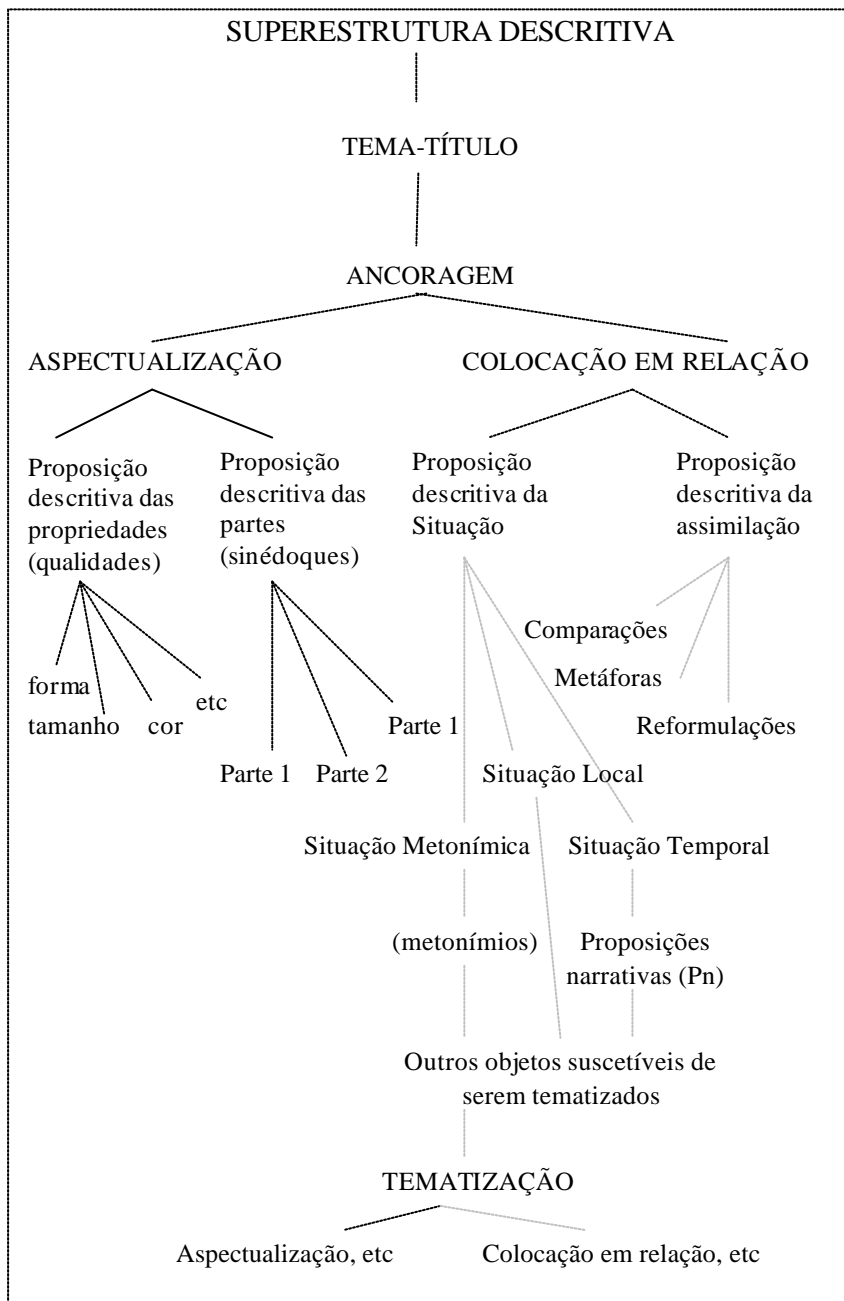 SUPERESTRUTURA DESCRITIVA
TEMA-TÍTULO
ANCORAGEM
ASPECTUALIZAÇÃO
COLOCAÇÃO EM RELAÇÃO
Proposição
descritiva das
propriedades
(qualidades)
Proposição
descritiva das
partes
(sinédoques)
Proposição
descritiva da
Situação
Proposição
descritiva da
assimilação
forma
tamanho
cor
etc
Parte 1
Parte 2
Parte 1
Comparações
Metáforas
Reformulações
Situação Local
Situação Metonímica
Situação Temporal
(metonímios)
Proposições
narrativas (Pn)
Outros objetos suscetíveis de
serem tematizados
TEMATIZAÇÃO
Aspectualização, etc
Colocação em relação, etc